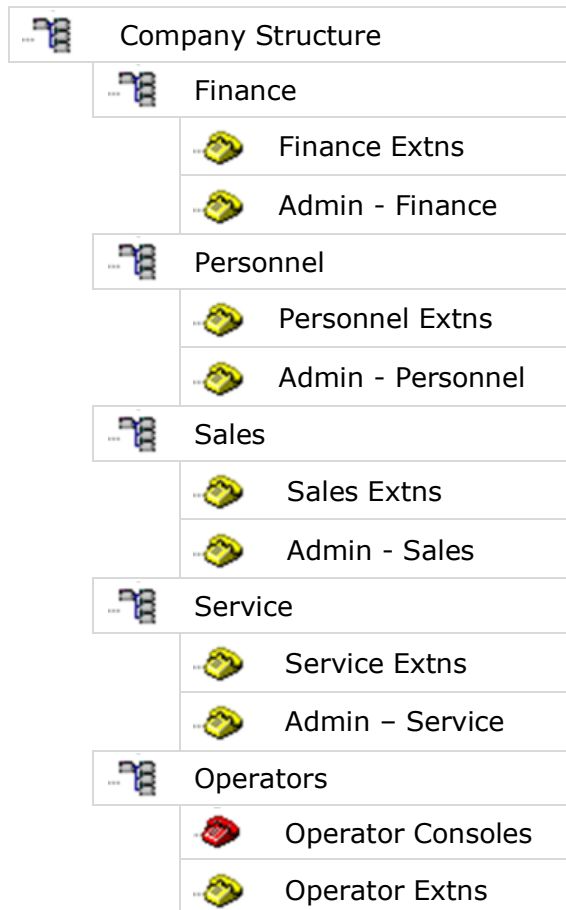 Company Structure
Finance
Finance Extns
Admin - Finance
Personnel
Personnel Extns
Admin - Personnel
Sales
Sales Extns
Admin - Sales
Service
Service Extns
Admin – Service
Operators
Operator Consoles
Operator Extns